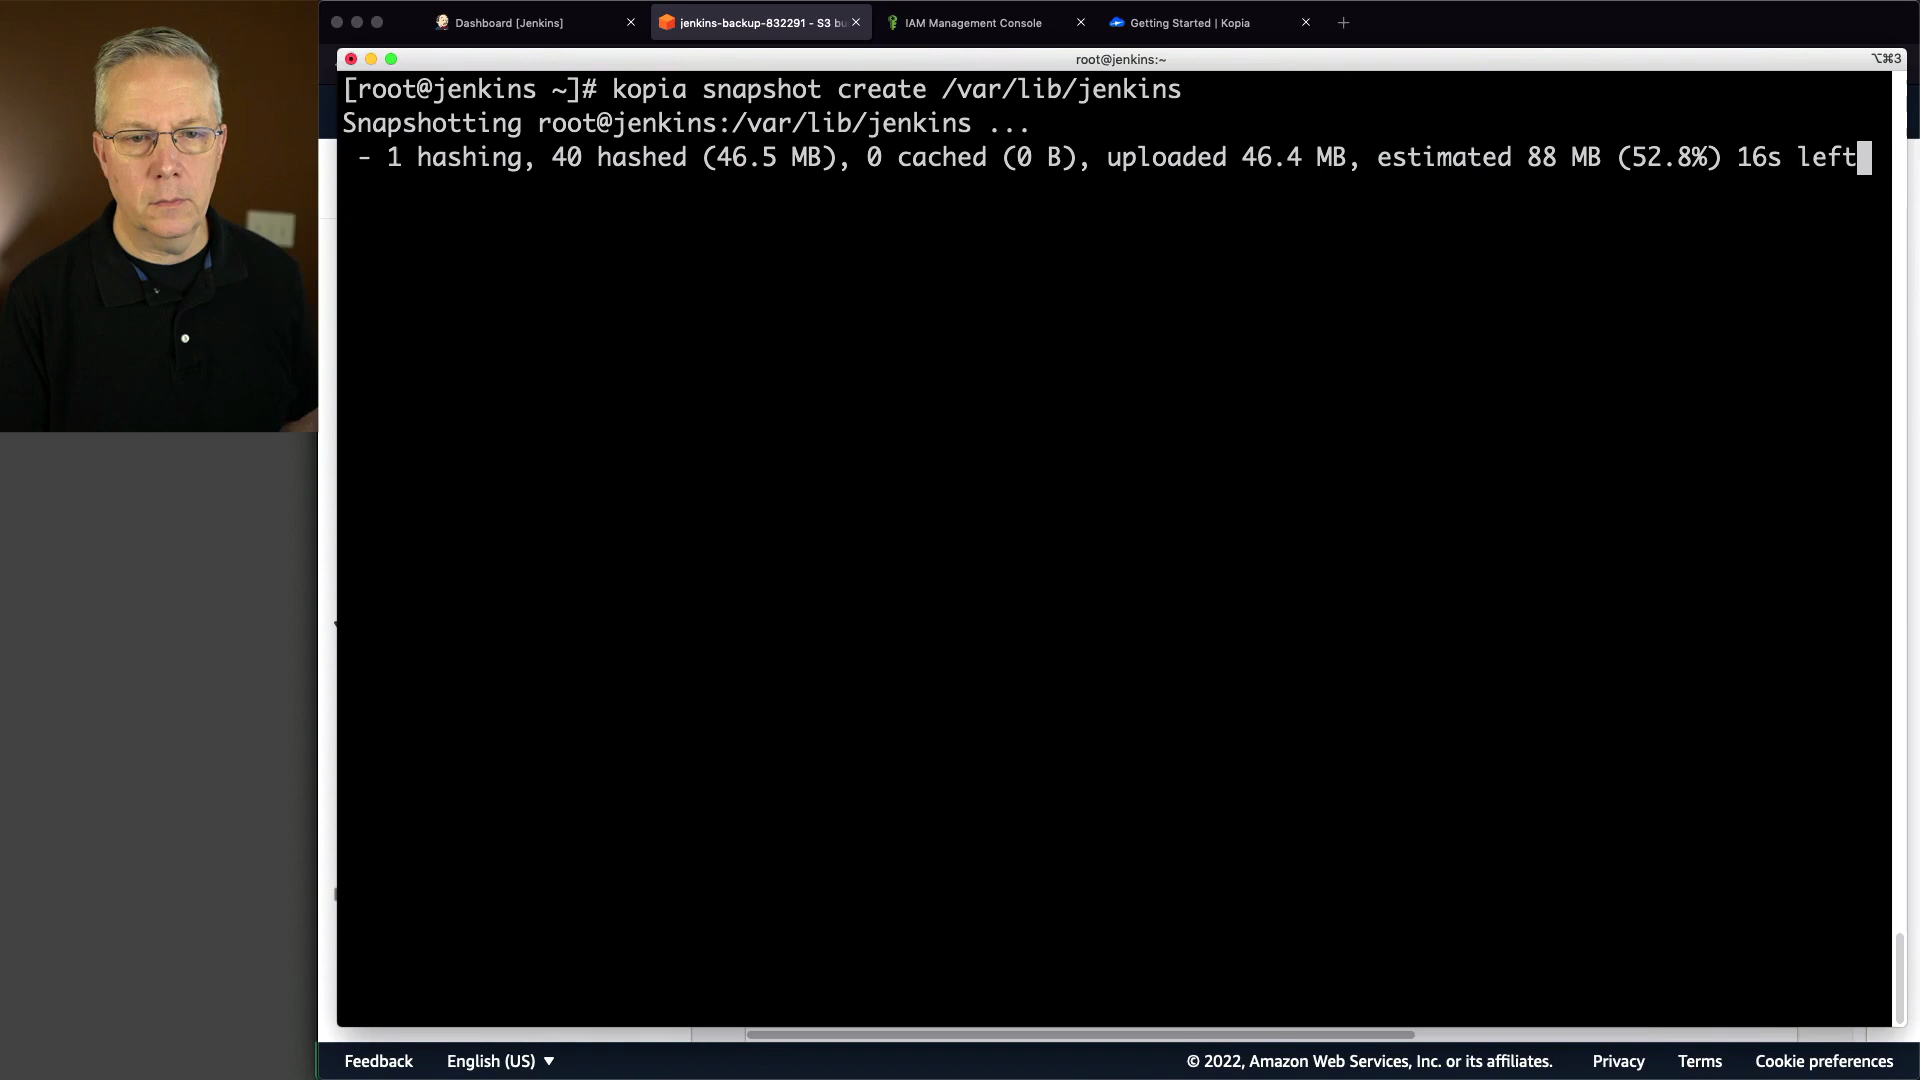 Dashboard [Jenkins]
jenkins-backup-832291 - S3 bu
IAM Management Console
Getting Started | Kopia
root@jenkins:~
⌥⌘3
[root@jenkins ~]# kopia snapshot create /var/lib/jenkins
Snapshotting root@jenkins:/var/lib/jenkins ...
- 1 hashing, 40 hashed (46.5 MB), 0 cached (0 B), uploaded 46.4 MB, estimated 88 MB (52.8%) 16s left
Feedback
English (US)
© 2022, Amazon Web Services, Inc. or its affiliates.
Privacy
Terms
Cookie preferences